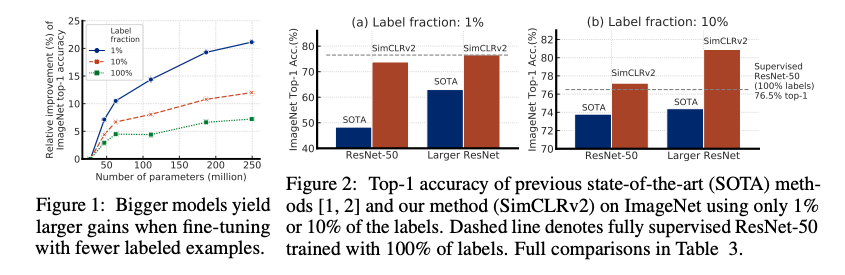 Relative improvement (%) of
ImageNet top-1 accuracy
25
20
15
10
5
0
50
100
150
200
250
Number of parameters (million)
Label
fraction
1%
10%
100%
Figure 1: Bigger models yield
larger gains when fine-tuning
with fewer labeled examples.
(a) Label fraction: 1%
ImageNet Top-1 Acc.(%)
80
70
60
50
40
SOTA
SimCLRv2
SOTA
SimCLRv2
ResNet-50
Larger ResNet
(b) Label fraction: 10%
ImageNet Top-1 Acc.(%)
82
80
78
76
74
72
70
SOTA
SimCLRv2
SOTA
SimCLRv2
ResNet-50
Larger ResNet
Supervised
ResNet-50
(100% labels)
76.5% top-1
Figure 2: Top-1 accuracy of previous state-of-the-art (SOTA) meth-
ods [1, 2] and our method (SimCLRv2) on ImageNet using only 1%
or 10% of the labels. Dashed line denotes fully supervised ResNet-50
trained with 100% of labels. Full comparisons in Table 3.